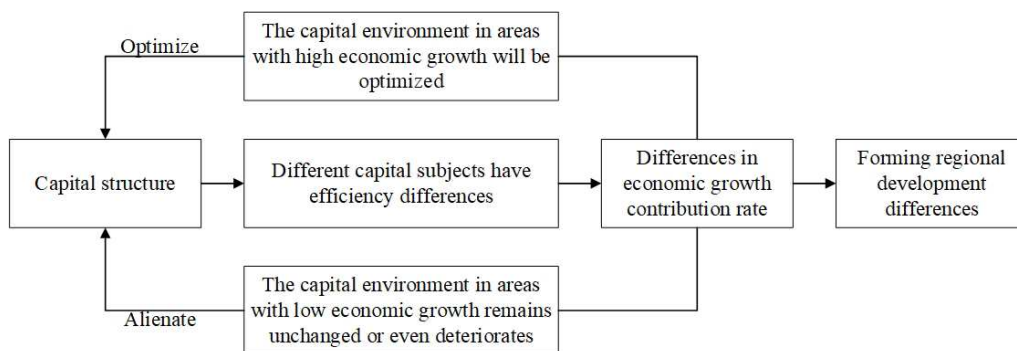 The capital environment in areas
with high economic growth will be
optimized
Optimize
Capital structure
Different capital subjects have
efficiency differences
Differences in
economic growth
contribution rate
Forming regional
development
differences
The capital environment in areas
with low economic growth remains
unchanged or even deteriorates
Alienate